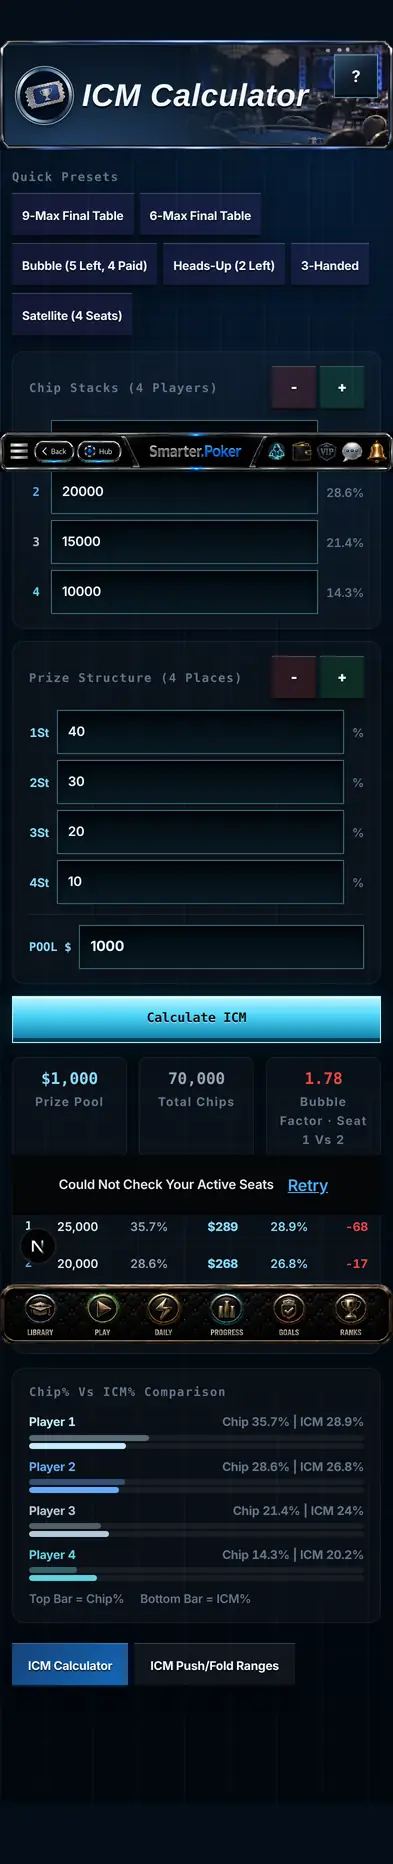 ICM Calculator
?
Quick Presets
9-Max Final Table
6-Max Final Table
Bubble (5 Left, 4 Paid)
Heads-Up (2 Left)
3-Handed
Satellite (4 Seats)
Chip Stacks (4 Players)
-
+
Back
Hub
Smarter.Poker
VIP
2
20000
28.6%
3
15000
21.4%
4
10000
14.3%
Prize Structure (4 Places)
-
+
1St
40
%
2St
30
%
3St
20
%
4St
10
%
POOL $
1000
Calculate ICM
$1,000
Prize Pool
70,000
Total Chips
1.78
Bubble
Factor · Seat
1 Vs 2
Could Not Check Your Active Seats
Retry
1
25,000
35.7%
$289
28.9%
-68
N
2
20,000
28.6%
$268
26.8%
-17
LIBRARY
PLAY
DAILY
PROGRESS
GOALS
RANKS
Chip% Vs ICM% Comparison
Player 1
Chip 35.7% | ICM 28.9%
Player 2
Chip 28.6% | ICM 26.8%
Player 3
Chip 21.4% | ICM 24%
Player 4
Chip 14.3% | ICM 20.2%
Top Bar = Chip%
Bottom Bar = ICM%
ICM Calculator
ICM Push/Fold Ranges